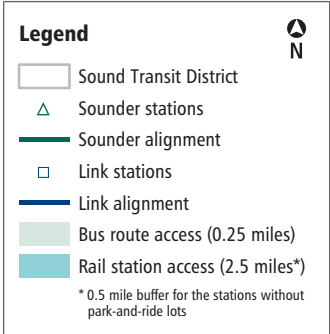 Legend
N
Sound Transit District
Sounder stations
Sounder alignment
Link stations
Link alignment
Bus route access (0.25 miles)
Rail station access (2.5 miles*)
* 0.5 mile buffer for the stations without
park-and-ride lots